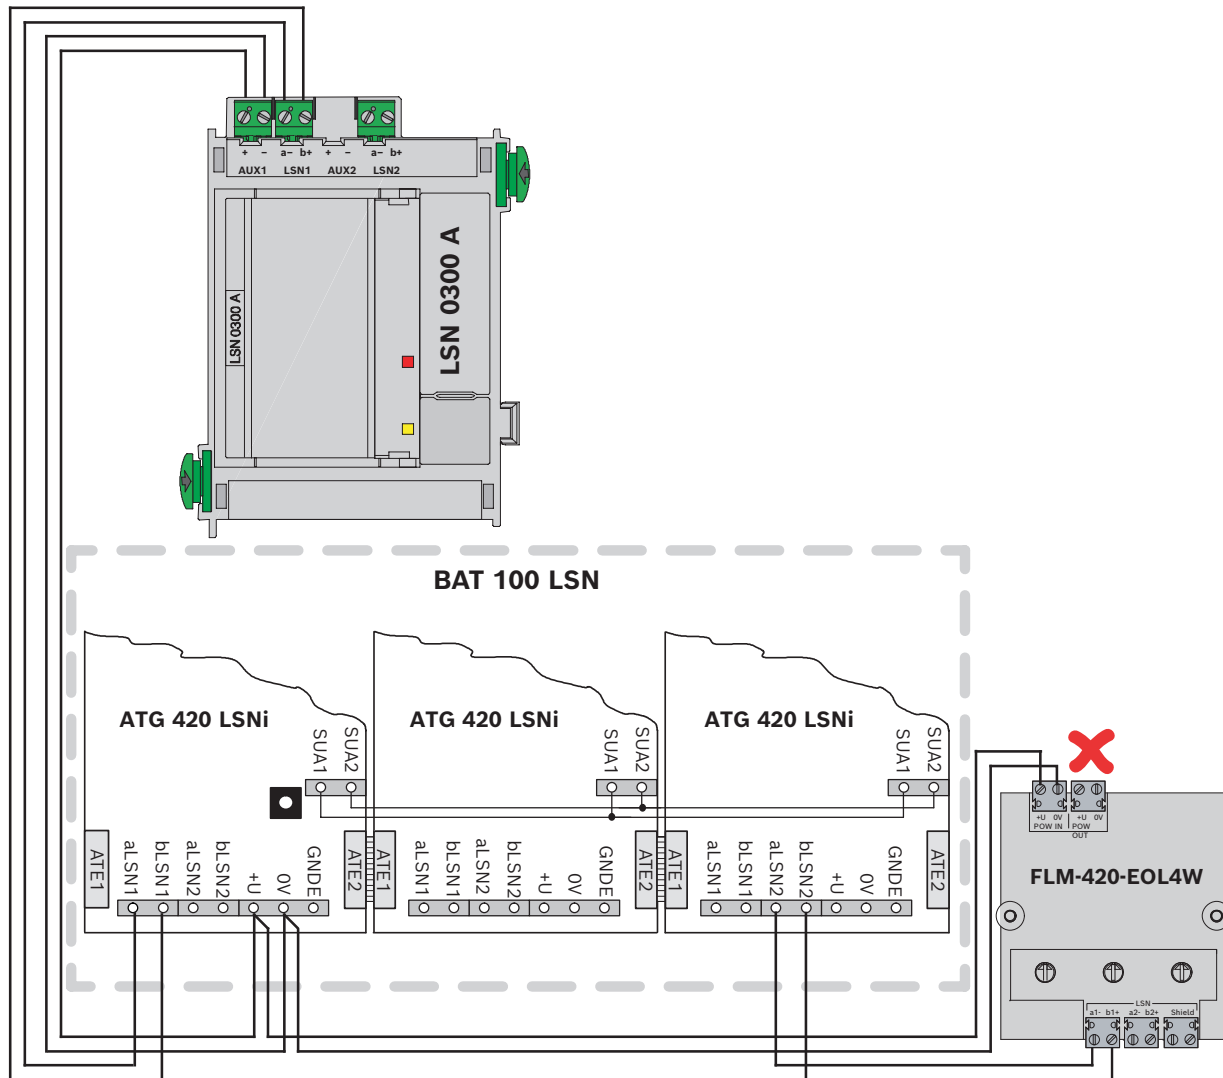 + − a− b+ + − a− b+
AUX1 LSN1 AUX2 LSN2
LSN 0300 A
LSN 0300 A
BAT 100 LSN
ATG 420 LSNi
SUA1 SUA2
ATE1
aLSN1 bLSN1 aLSN2 bLSN2 +U 0V GNDE
ATE2
ATG 420 LSNi
SUA1 SUA2
ATE1
aLSN1 bLSN1 aLSN2 bLSN2 +U 0V GNDE
ATE2
ATG 420 LSNi
SUA1 SUA2
ATE1
aLSN1 bLSN1 aLSN2 bLSN2 +U 0V GNDE
ATE2
+U 0V
POW IN
+U 0V
POW
OUT
FLM-420-EOL4W
LSN
a1- b1+ a2- b2+ Shield